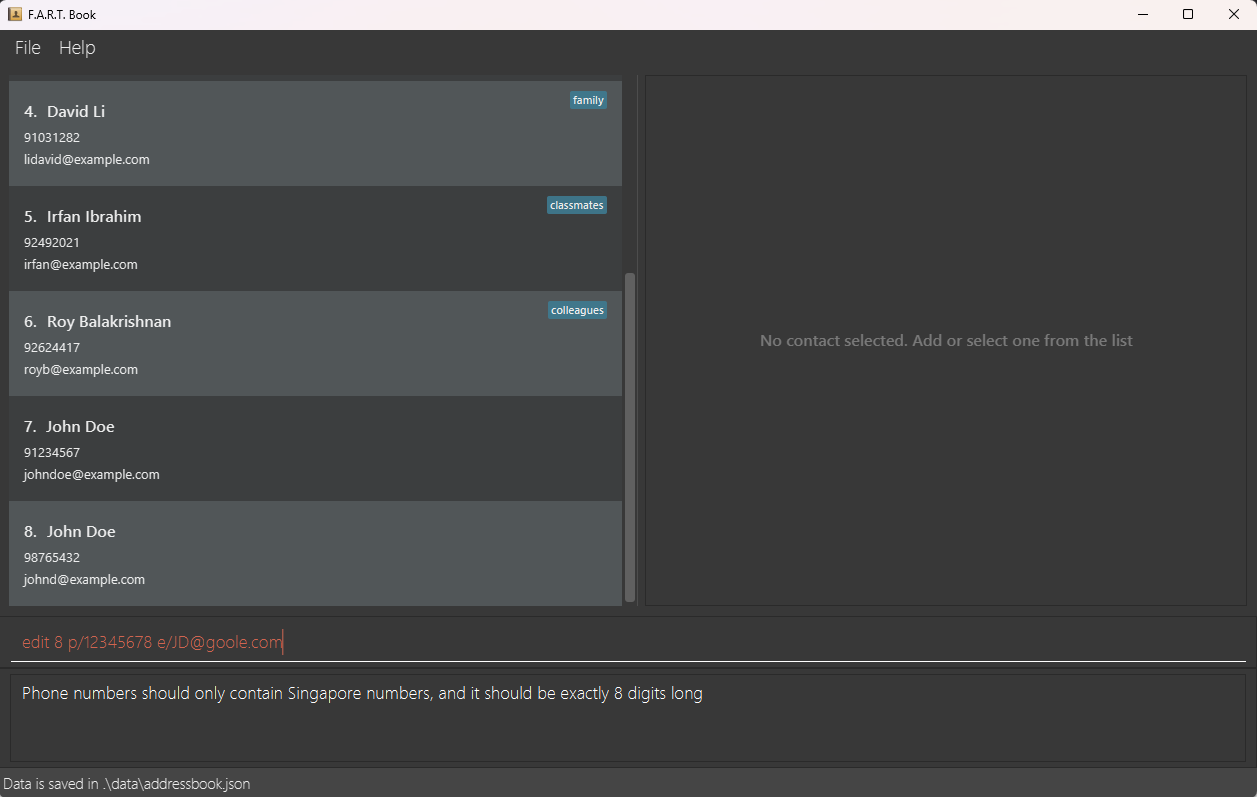 F.A.R.T. Book
File Help
4. David Li
family
91031282
lidavid@example.com
5. Irfan Ibrahim
classmates
92492021
irfan@example.com
6. Roy Balakrishnan
colleagues
92624417
royb@example.com
7. John Doe
91234567
johndoe@example.com
8. John Doe
98765432
johnd@example.com
No contact selected. Add or select one from the list
edit 8 p/12345678 e/JD@goole.com
Phone numbers should only contain Singapore numbers, and it should be exactly 8 digits long
Data is saved in .\data\addressbook.json